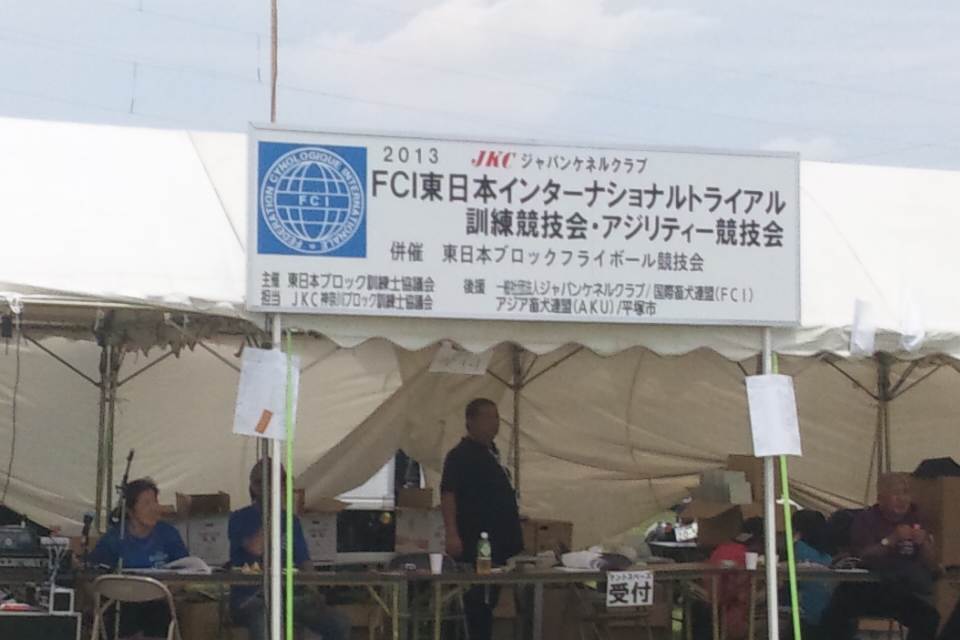 2013 JKC ジャパンケネルクラブ
FCI東日本インターナショナルトライアル
訓練競技会・アジリティー競技会
併催 東日本ブロックフライボール競技会
主催 東日本ブロック訓練士協議会
担当 JKC神奈川ブロック訓練士協議会
後援 一般社団法人ジャパンケネルクラブ/国際畜犬連盟(FCI)
アジア畜犬連盟(AKU)/平塚市
FEDERATION CYNOLOGIQUE INTERNATIONALE
FCI
テントスペース
受付